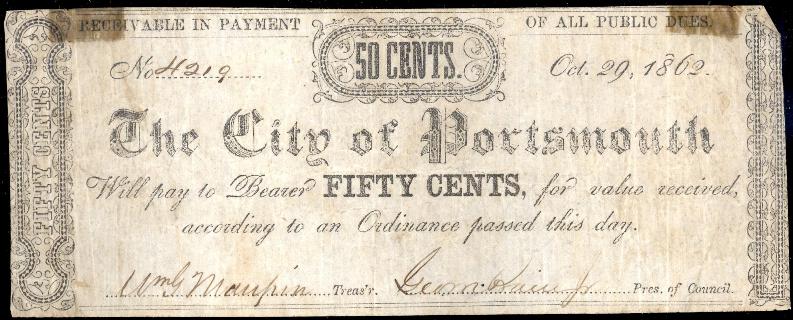 RECEIVABLE IN PAYMENT OF ALL PUBLIC DUES.
No 4219 50 CENTS. Oct. 29, 1862.
FIFTY CENTS
The City of Portsmouth
Will pay to Bearer FIFTY CENTS, for value received,
according to an Ordinance passed this day.
Wm G Maupin Treas'r. Pres. of Council.